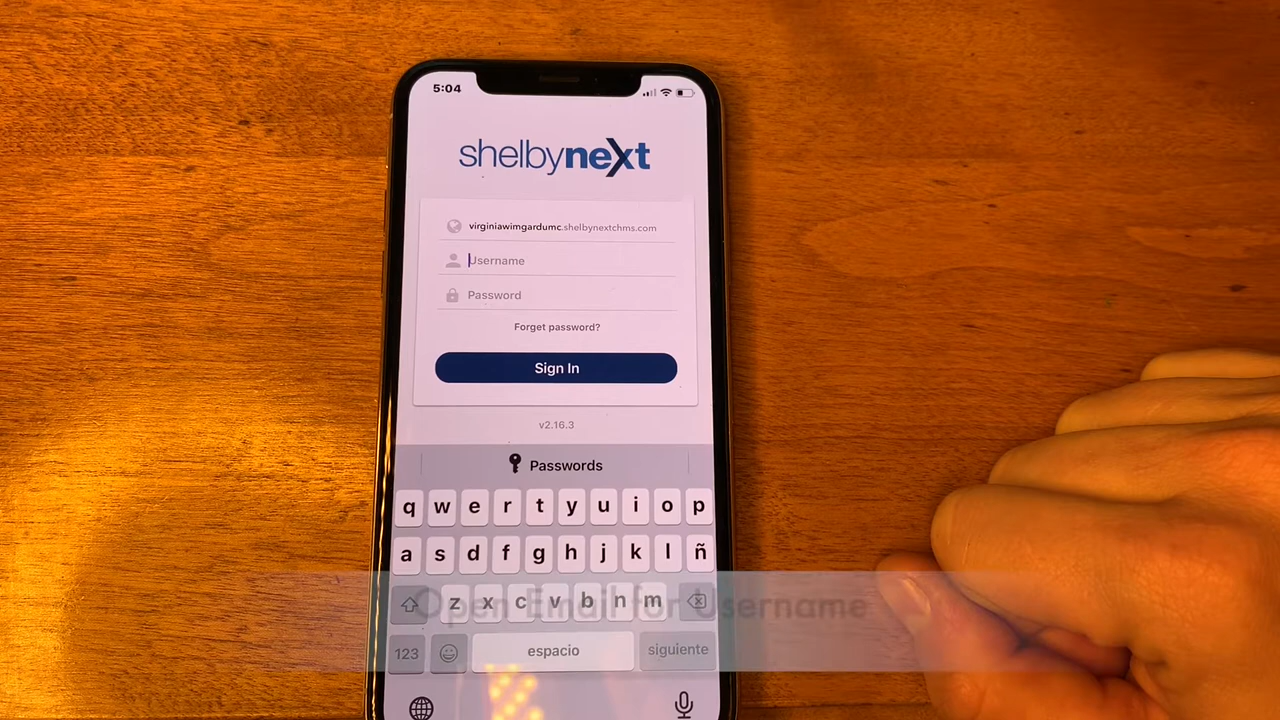 5:04
shelbynext
virginiawimgardumc.shelbynextchms.com
Username
Password
Forget password?
Sign In
v2.16.3
Passwords
q w e r t y u i o p
a s d f g h j k l ñ
z x c v b n m
Open Email for Username
123 espacio siguiente